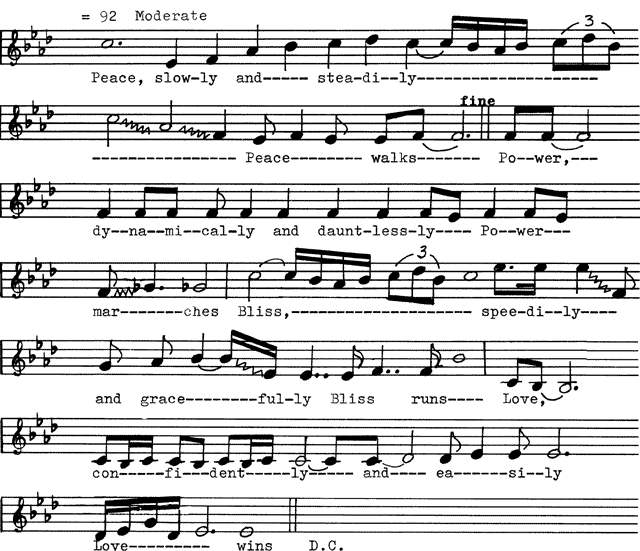 = 92 Moderate
3
Peace, slow-ly and----- stea-di--ly---------------------
fine
---------------- Peace-------- walks------- Po--wer,---
dy--na--mi-cal-ly and daunt-less-ly---- Po--wer---
3
mar-------ches Bliss,-------------------- spee-di--ly----
and grace--------ful-ly Bliss runs---- Love,
con-----fi--dent-----ly----- and---- ea------si--ly
Love--------- wins D.C.